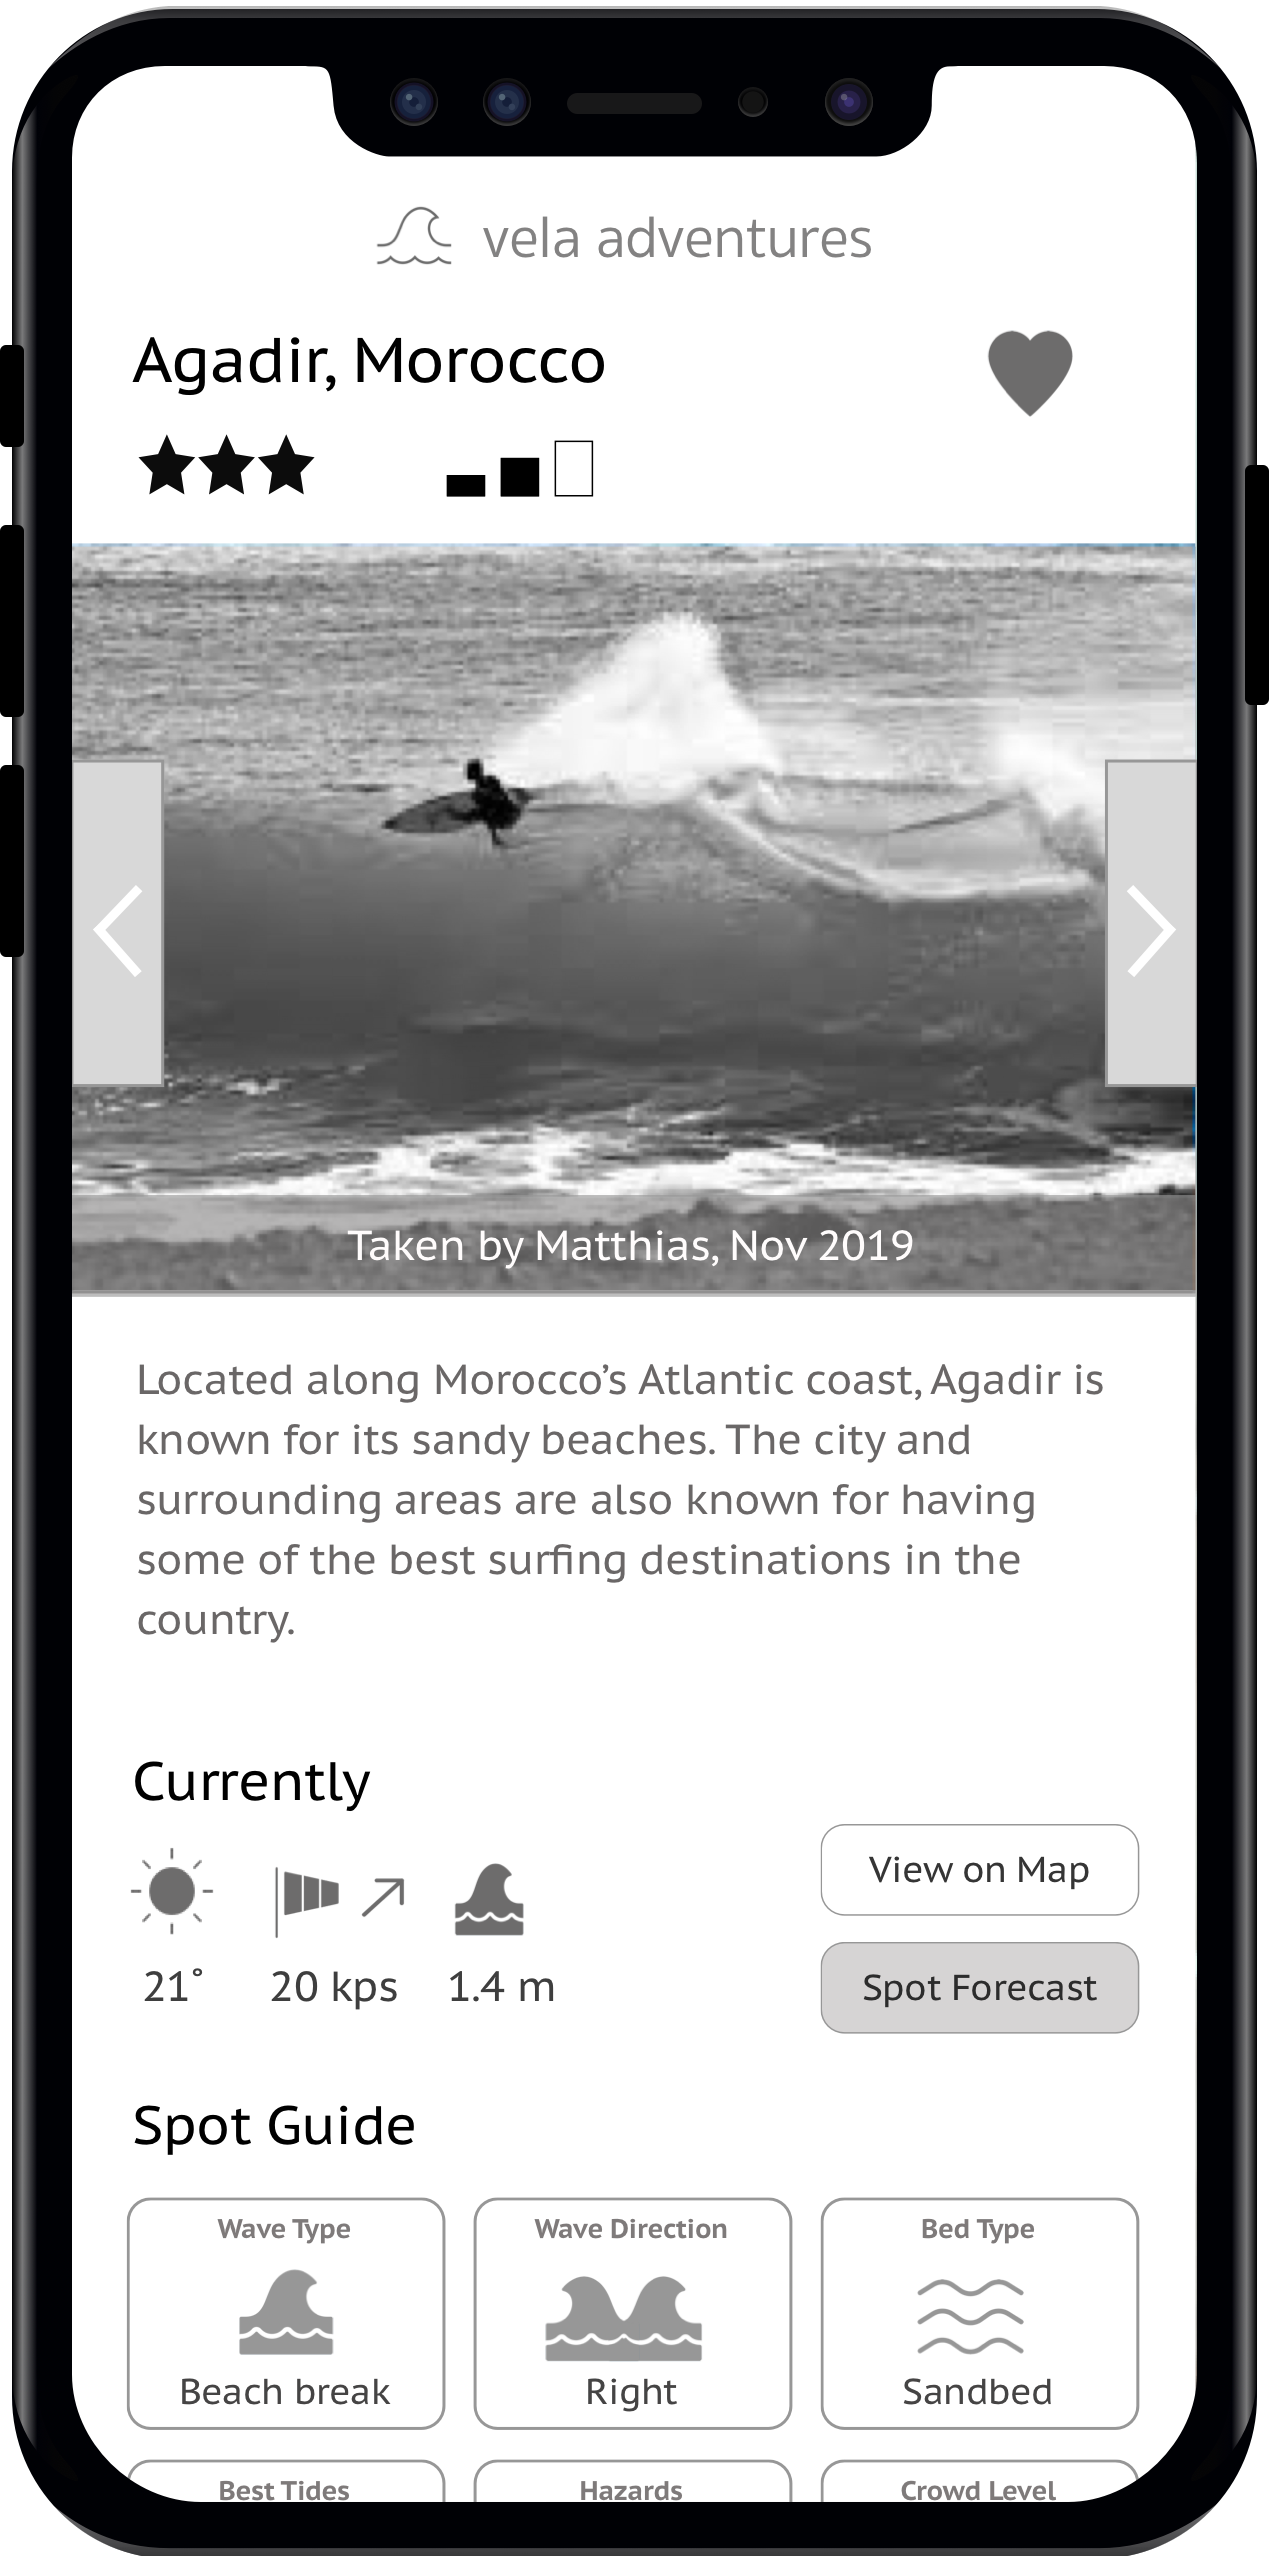 vela adventures
Agadir, Morocco
Taken by Matthias, Nov 2019
Located along Morocco’s Atlantic coast, Agadir is
known for its sandy beaches. The city and
surrounding areas are also known for having
some of the best surfing destinations in the
country.
Currently
21° 20 kps 1.4 m
View on Map
Spot Forecast
Spot Guide
Wave Type Wave Direction Bed Type
Beach break Right Sandbed
Best Tides Hazards Crowd Level